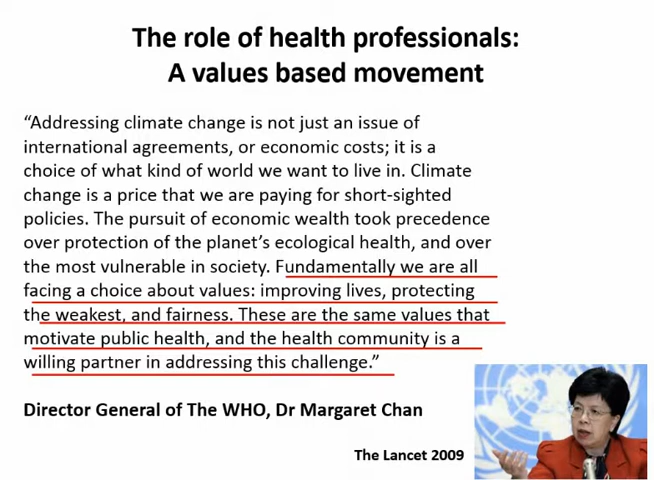 The role of health professionals:
A values based movement
“Addressing climate change is not just an issue of
international agreements, or economic costs; it is a
choice of what kind of world we want to live in. Climate
change is a price that we are paying for short-sighted
policies. The pursuit of economic wealth took precedence
over protection of the planet’s ecological health, and over
the most vulnerable in society. Fundamentally we are all
facing a choice about values: improving lives, protecting
the weakest, and fairness. These are the same values that
motivate public health, and the health community is a
willing partner in addressing this challenge.”
Director General of The WHO, Dr Margaret Chan
The Lancet 2009